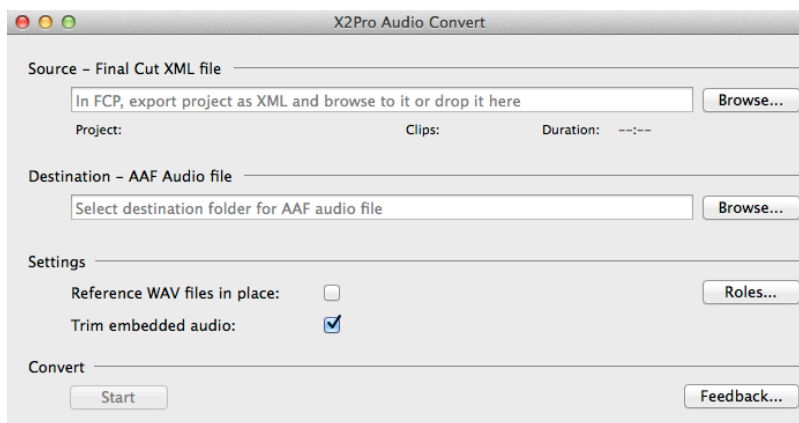 X2Pro Audio Convert
Source – Final Cut XML file
In FCP, export project as XML and browse to it or drop it here
Browse...
Project: Clips: Duration: --:--
Destination – AAF Audio file
Select destination folder for AAF audio file
Browse...
Settings
Reference WAV files in place:
Roles...
Trim embedded audio:
Convert
Start
Feedback...